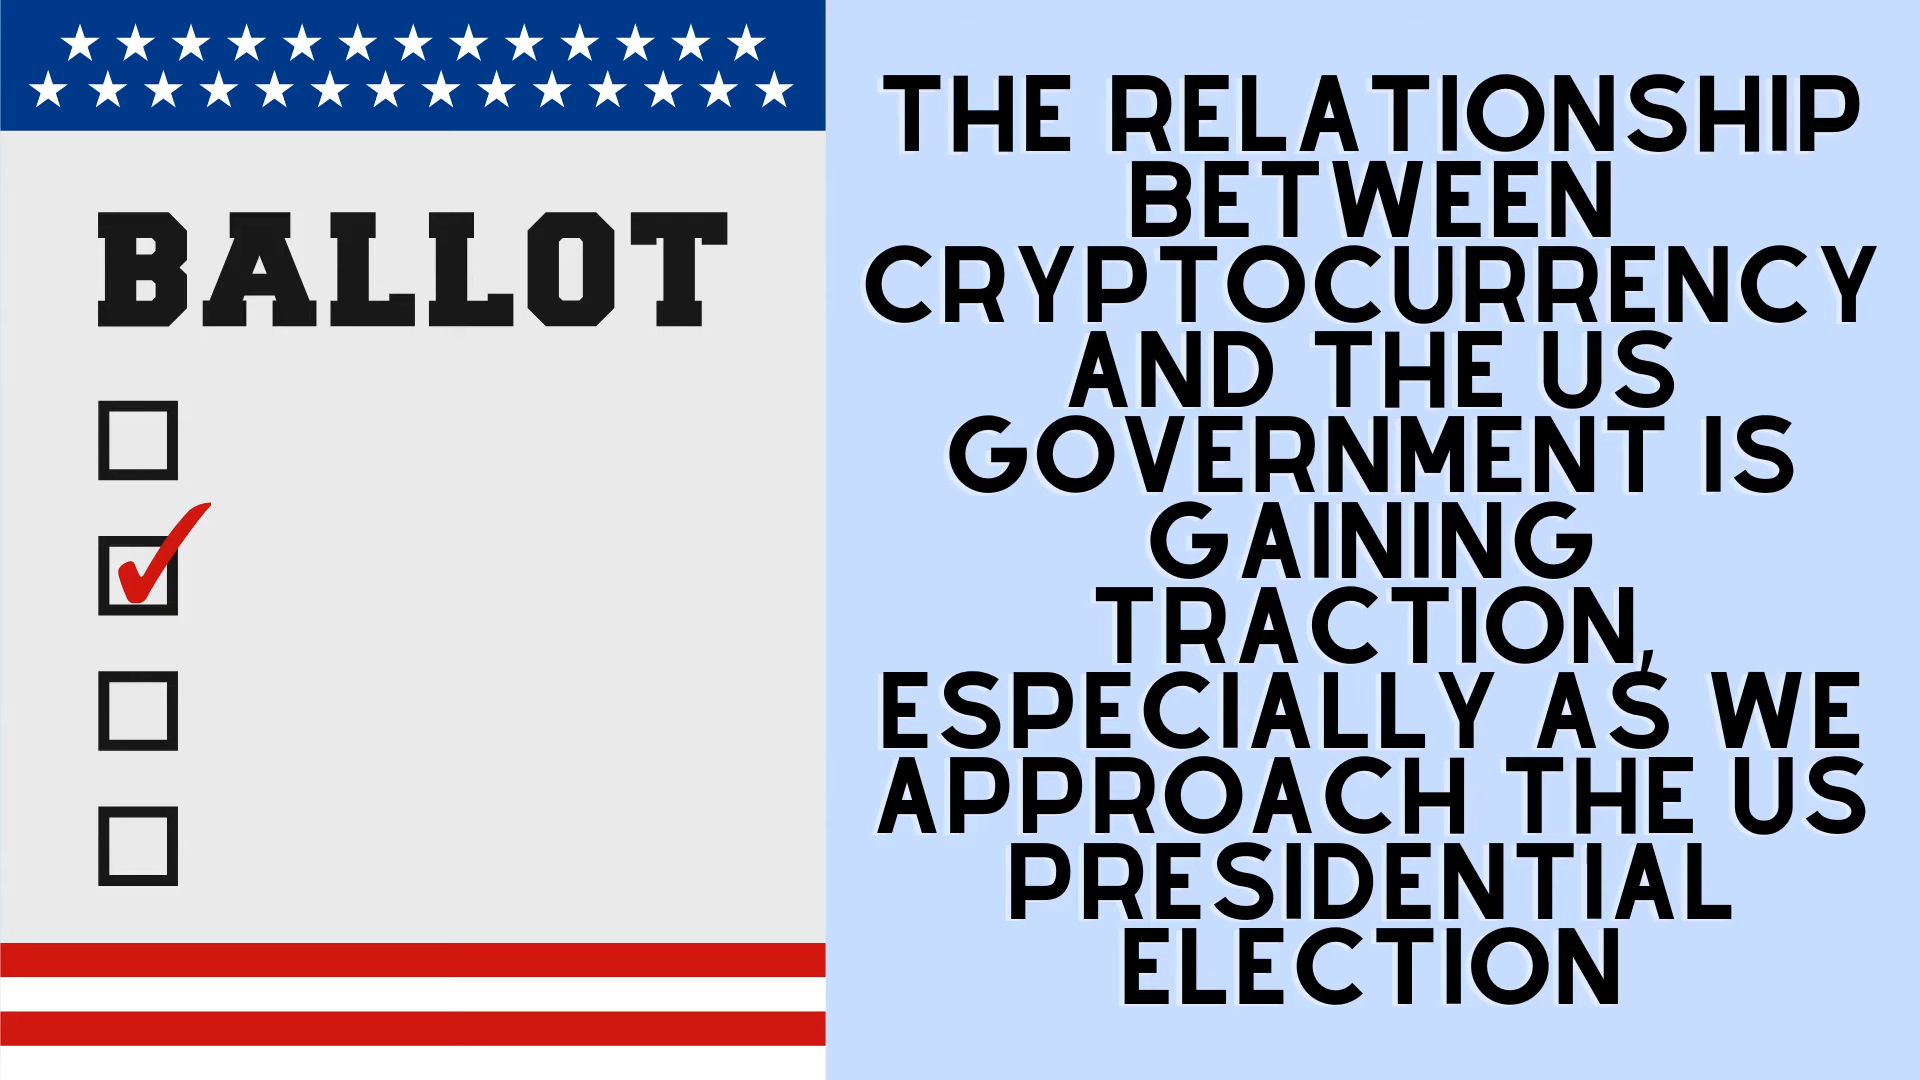 BALLOT
THE RELATIONSHIP
BETWEEN
CRYPTOCURRENCY
AND THE US
GOVERNMENT IS
GAINING
TRACTION,
ESPECIALLY AS WE
APPROACH THE US
PRESIDENTIAL
ELECTION